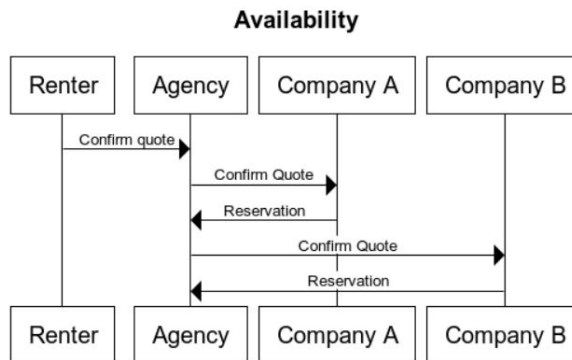 Availability
Renter Agency Company A Company B
Confirm quote
Confirm Quote
Reservation
Confirm Quote
Reservation
Renter Agency Company A Company B